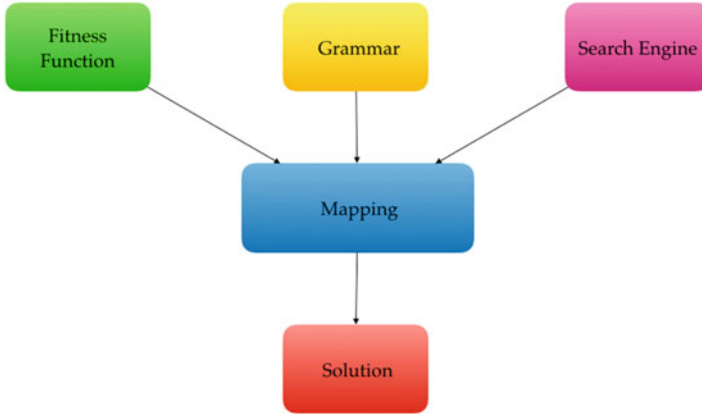 Fitness
Function
Grammar
Search Engine
Mapping
Solution